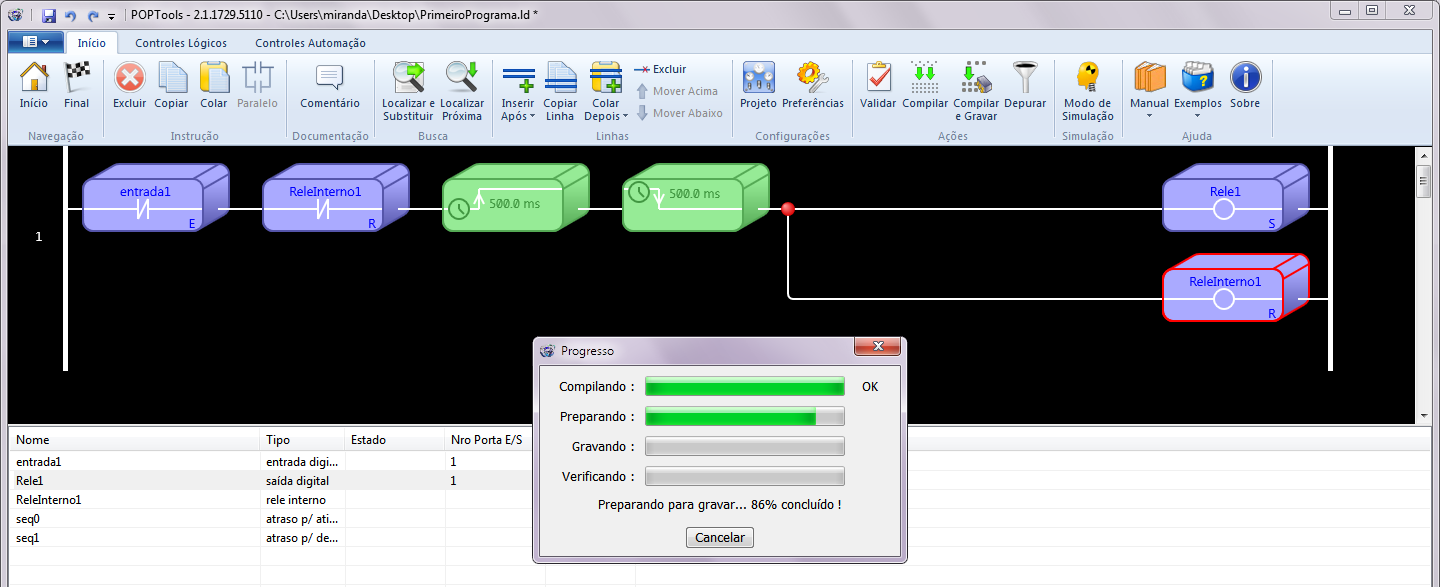 POPTools - 2.1.1729.5110 - C:\Users\miranda\Desktop\PrimeiroPrograma.ld *
Início Controles Lógicos Controles Automação
Início Final Excluir Copiar Colar Paralelo Comentário Localizar e Substituir Localizar Próxima Inserir Após Copiar Linha Colar Depois Excluir Mover Acima Mover Abaixo Projeto Preferências Validar Compilar Compilar e Gravar Depurar Modo de Simulação Manual Exemplos Sobre
Navegação Instrução Documentação Busca Linhas Configurações Ações Simulação Ajuda
entrada1 ReleInterno1 500.0 ms 500.0 ms Rele1
E R S
1
ReleInterno1
R
Progresso
Compilando : OK
Preparando :
Gravando :
Verificando :
Preparando para gravar... 86% concluído !
Cancelar
Nome Tipo Estado Nro Porta E/S
entrada1 entrada digi... 1
Rele1 saída digital 1
ReleInterno1 rele interno
seq0 atraso p/ ati...
seq1 atraso p/ de...